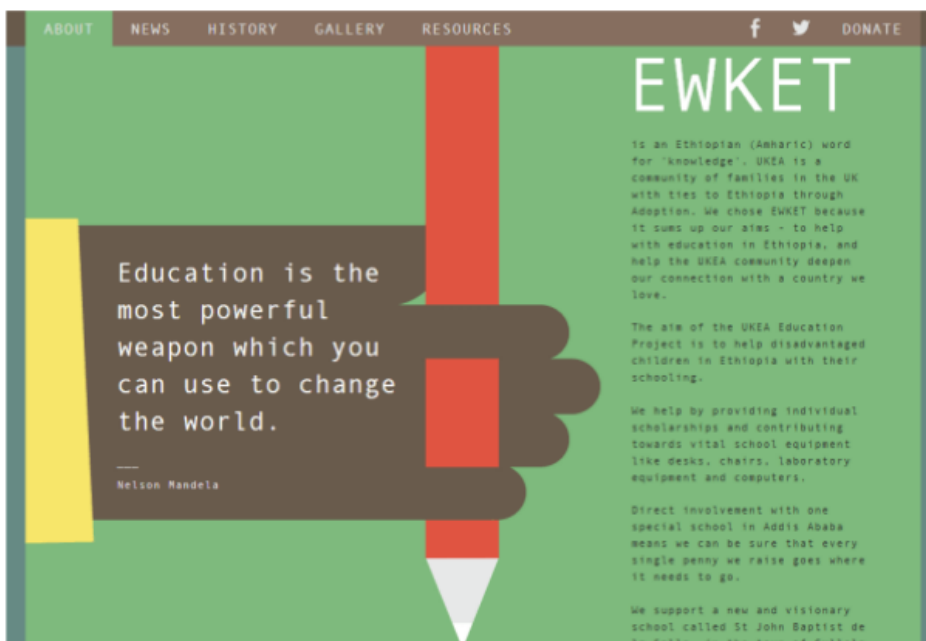 ABOUT NEWS HISTORY GALLERY RESOURCES DONATE
Education is the
most powerful
weapon which you
can use to change
the world.
Nelson Mandela
EWKET
is an Ethiopian (Amharic) word
for 'knowledge'. UKEA is a
community of families in the UK
with ties to Ethiopia through
Adoption. We chose EWKET because
it sums up our aims - to help
with education in Ethiopia, and
help the UKEA community deepen
our connection with a country we
love.
The aim of the UKEA Education
Project is to help disadvantaged
children in Ethiopia with their
schooling.
We help by providing individual
scholarships and contributing
towards vital school equipment
like desks, chairs, laboratory
equipment and computers.
Direct involvement with one
special school in Addis Ababa
means we can be sure that every
single penny we raise goes where
it needs to go.
We support a new and visionary
school called St John Baptist de